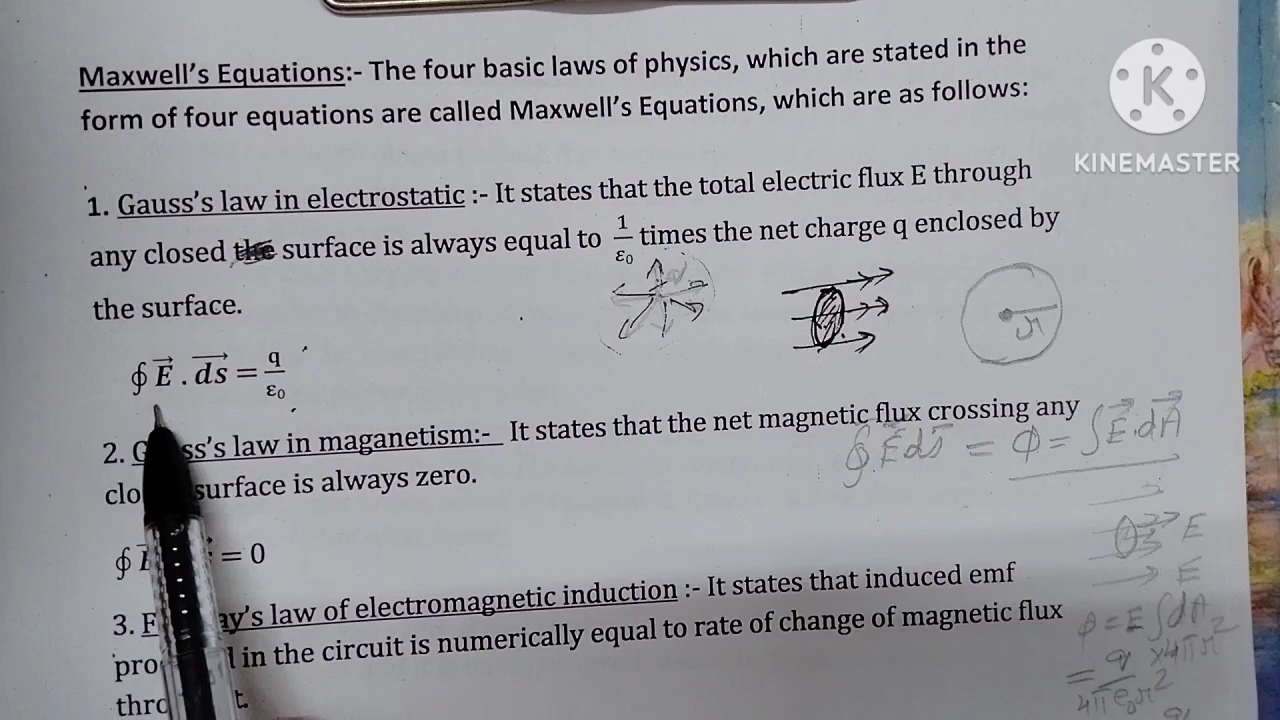 Maxwell's Equations:- The four basic laws of physics, which are stated in the
form of four equations are called Maxwell's Equations, which are as follows:
K
KINEMASTER
1. Gauss's law in electrostatic :- It states that the total electric flux E through
any closed the surface is always equal to 1/ε₀ times the net charge q enclosed by
the surface.
r
∮ E⃗ . ds⃗ = q/ε₀
2. G ss's law in maganetism:- It states that the net magnetic flux crossing any
∮ E⃗ ds⃗ = ϕ = ∫ E⃗.dA⃗
clo surface is always zero.
E
∮ = 0
E
3. F ay's law of electromagnetic induction :- It states that induced emf
ϕ = E ∫ dA
pro d in the circuit is numerically equal to rate of change of magnetic flux
= q/4πε₀r² ×4πr²
thro t.